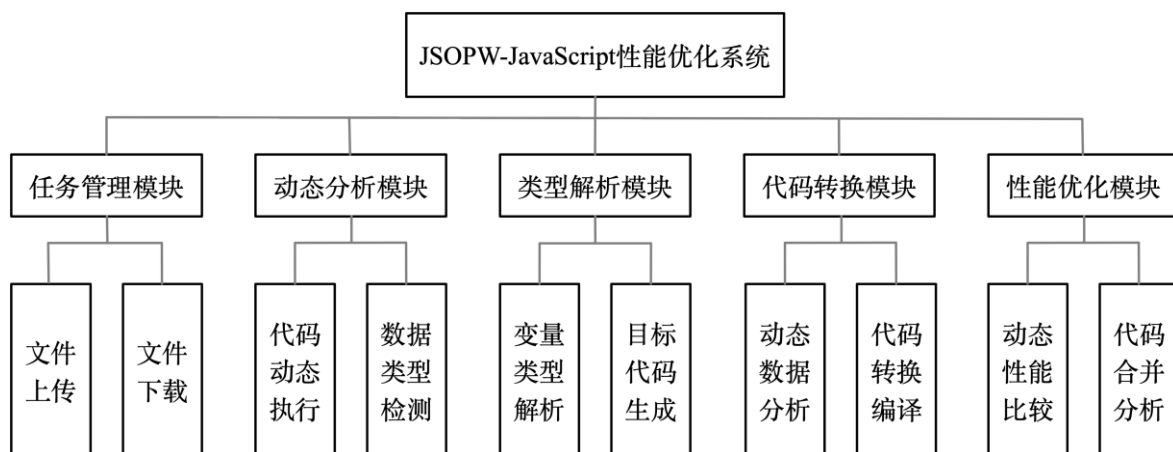 JSOPW-JavaScript性能优化系统
任务管理模块
动态分析模块
类型解析模块
代码转换模块
性能优化模块
文件
上传
文件
下载
代码
动态
执行
数据
类型
检测
变量
类型
解析
目标
代码
生成
动态
数据
分析
代码
转换
编译
动态
性能
比较
代码
合并
分析